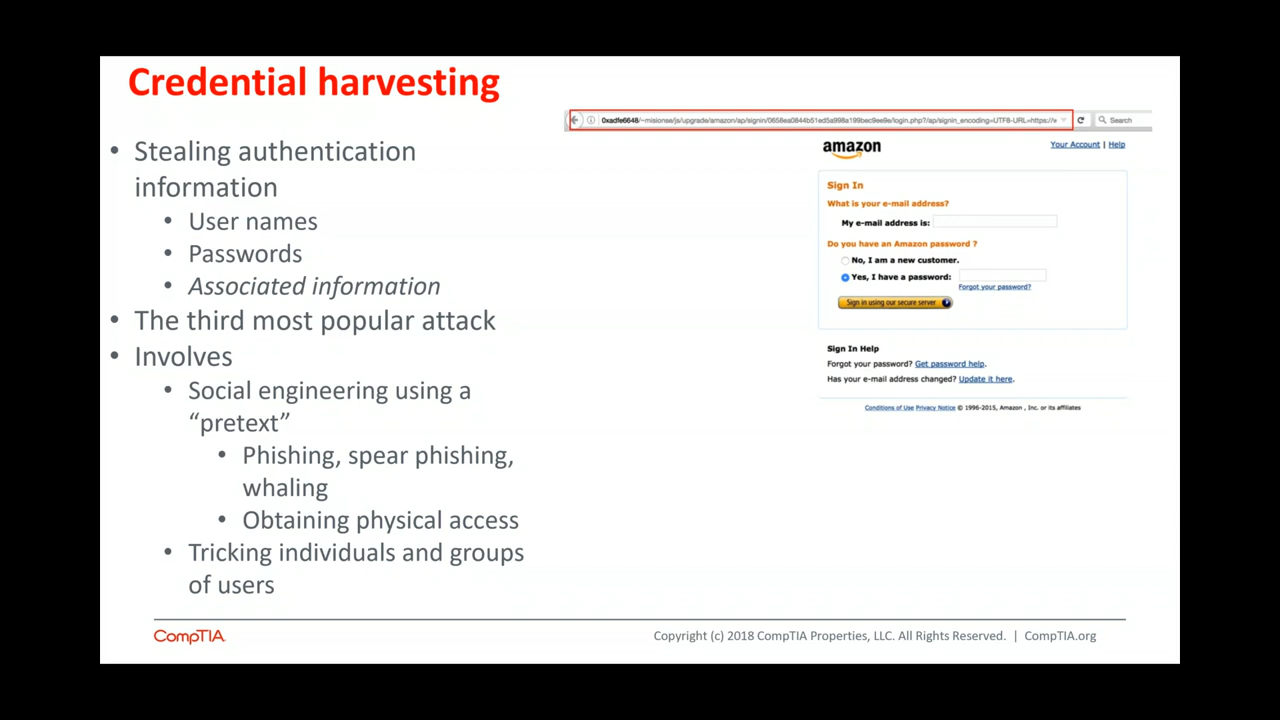 Credential harvesting
• Stealing authentication
information
• User names
• Passwords
• Associated information
• The third most popular attack
• Involves
• Social engineering using a
“pretext”
• Phishing, spear phishing,
whaling
• Obtaining physical access
• Tricking individuals and groups
of users
Search
amazon
Your Account | Help
Sign In
What is your e-mail address?
My e-mail address is:
Do you have an Amazon password ?
No, I am a new customer.
Yes, I have a password:
Forgot your password?
Sign in using our secure server
Sign In Help
Forgot your password? Get password help.
Has your e-mail address changed? Update it here.
Conditions of Use Privacy Notice © 1996-2015, Amazon , Inc. or its affiliates
CompTIA
Copyright (c) 2018 CompTIA Properties, LLC. All Rights Reserved. | CompTIA.org